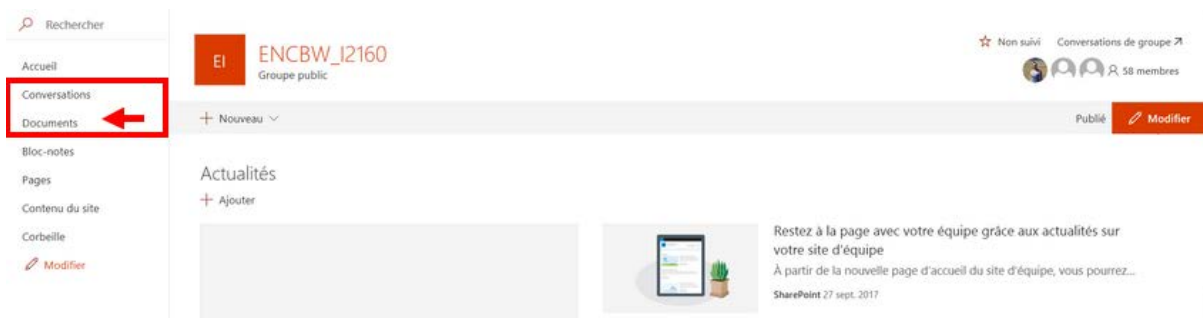 Rechercher
Accueil
Conversations
Documents
Bloc-notes
Pages
Contenu du site
Corbeille
Modifier
EI
ENCBW_I2160
Groupe public
Non suivi Conversations de groupe
58 membres
Nouveau
Publié Modifier
Actualités
Ajouter
Restez à la page avec votre équipe grâce aux actualités sur
votre site d'équipe
À partir de la nouvelle page d'accueil du site d'équipe, vous pourrez...
SharePoint 27 sept. 2017